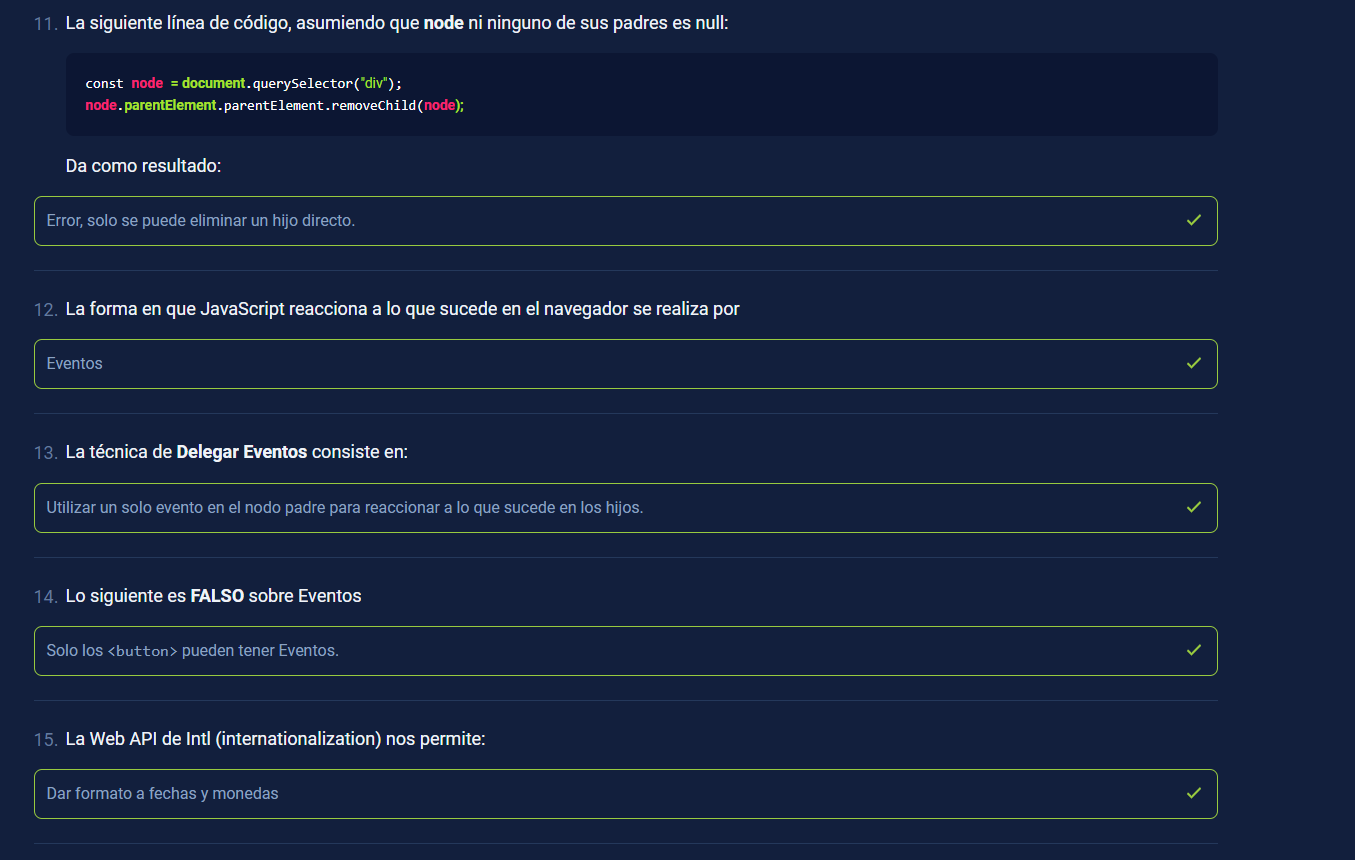 11. La siguiente línea de código, asumiendo que node ni ninguno de sus padres es null:
const node = document.querySelector("div");
node.parentElement.parentElement.removeChild(node);
Da como resultado:
Error, solo se puede eliminar un hijo directo.
12. La forma en que JavaScript reacciona a lo que sucede en el navegador se realiza por
Eventos
13. La técnica de Delegar Eventos consiste en:
Utilizar un solo evento en el nodo padre para reaccionar a lo que sucede en los hijos.
14. Lo siguiente es FALSO sobre Eventos
Solo los <button> pueden tener Eventos.
15. La Web API de Intl (internationalization) nos permite:
Dar formato a fechas y monedas